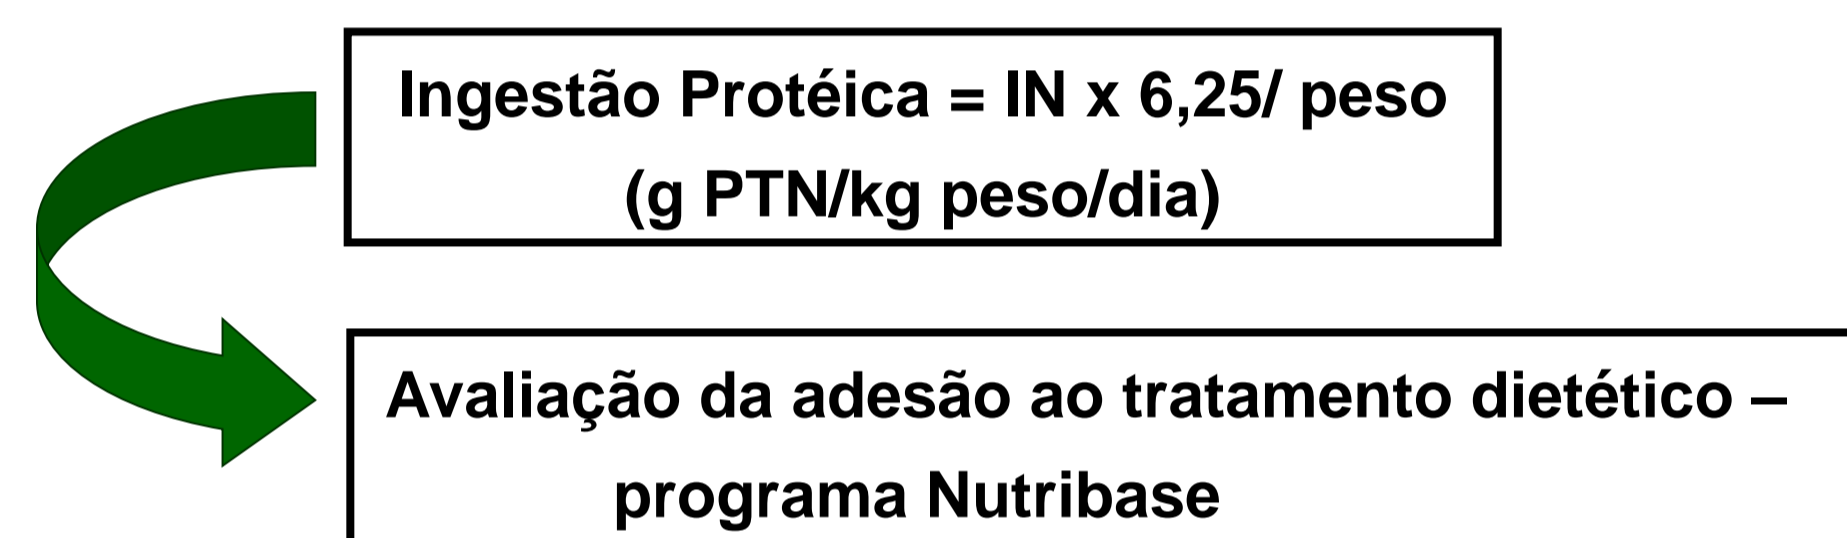 Ingestão Protéica = IN x 6,25/ peso
(g PTN/kg peso/dia)
Avaliação da adesão ao tratamento dietético –
programa Nutribase